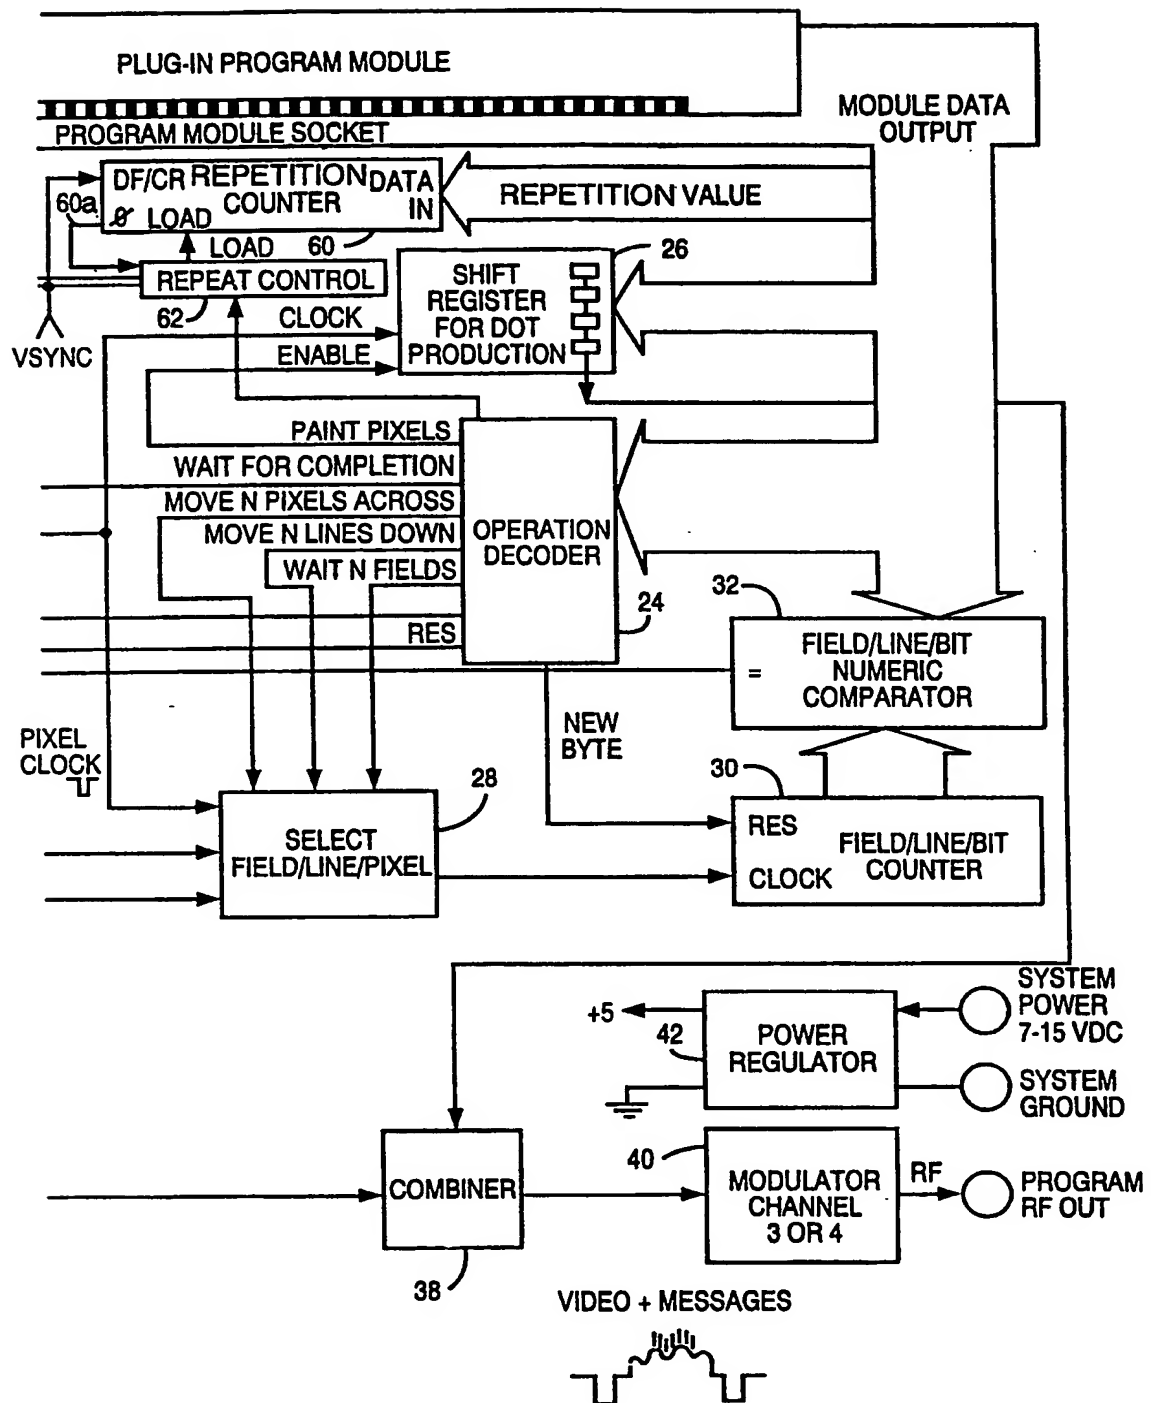 PLUG-IN PROGRAM MODULE
MODULE DATA
OUTPUT
PROGRAM MODULE SOCKET
DF/CR REPETITION DATA
COUNTER IN
60a
0 LOAD
REPETITION VALUE
LOAD 60
26
REPEAT CONTROL
62
SHIFT
REGISTER
FOR DOT
PRODUCTION
CLOCK
VSYNC
ENABLE
PAINT PIXELS
WAIT FOR COMPLETION
MOVE N PIXELS ACROSS
MOVE N LINES DOWN
WAIT N FIELDS
RES
OPERATION
DECODER
24
32
FIELD/LINE/BIT
NUMERIC
COMPARATOR
=
NEW
BYTE
PIXEL
CLOCK
28
30
SELECT
FIELD/LINE/PIXEL
RES
FIELD/LINE/BIT
COUNTER
CLOCK
SYSTEM
POWER
7-15 VDC
+5
42
POWER
REGULATOR
SYSTEM
GROUND
40
COMBINER
MODULATOR
CHANNEL
3 OR 4
RF
PROGRAM
RF OUT
38
VIDEO + MESSAGES